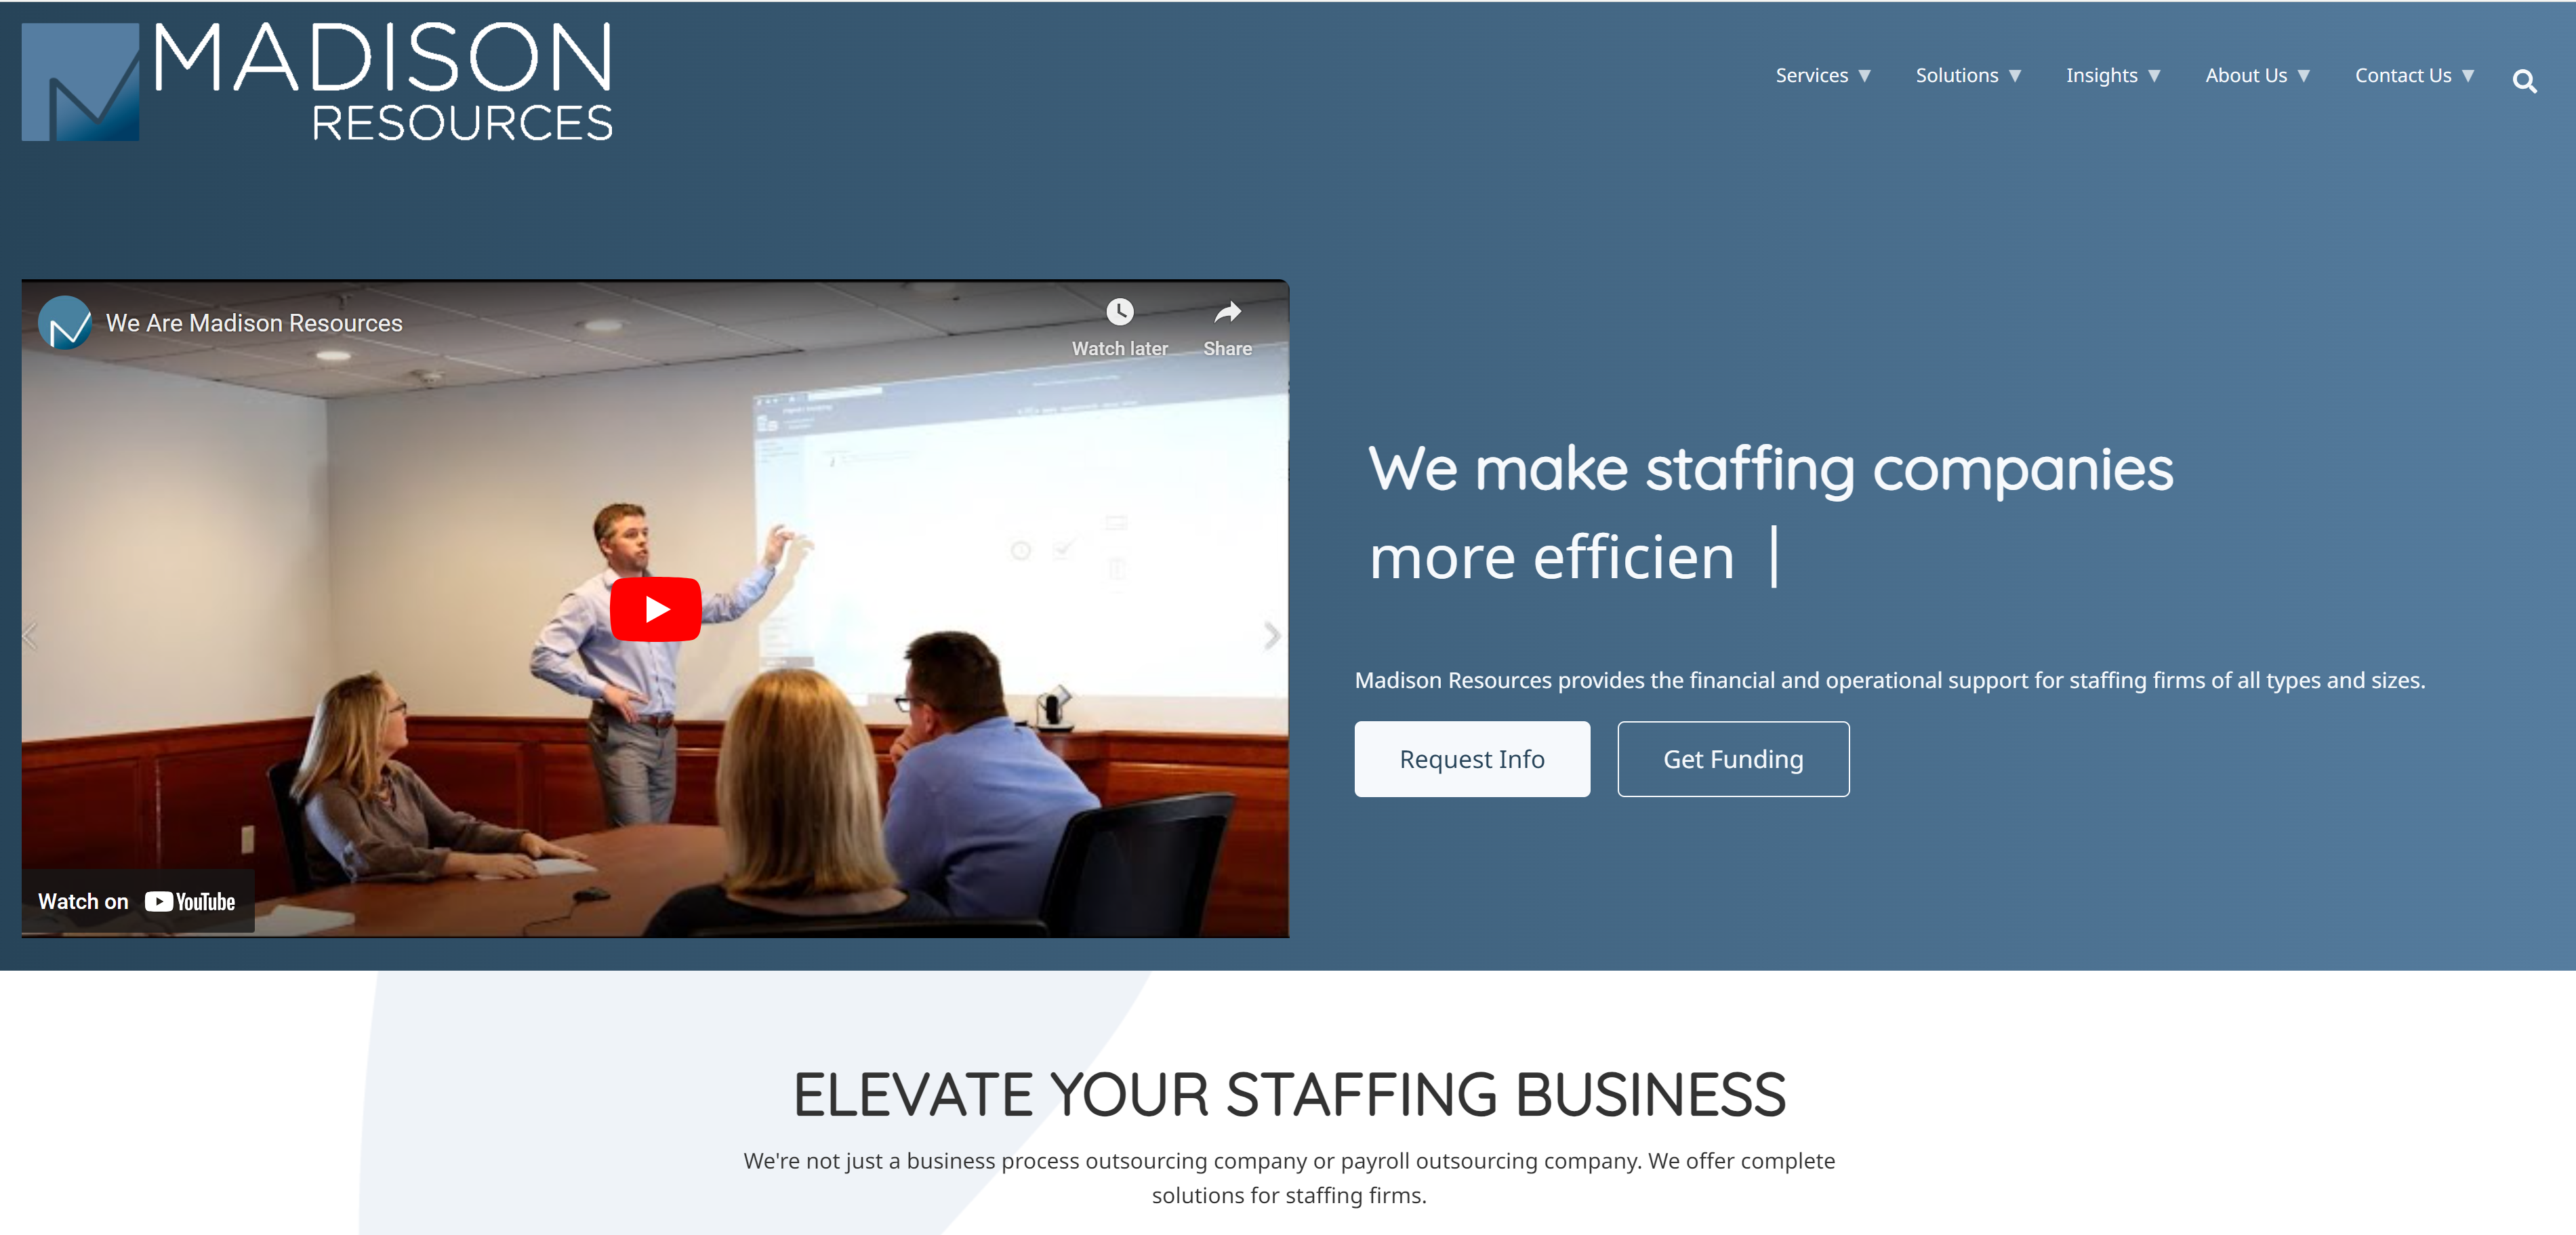 MADISON
RESOURCES
Services
Solutions
Insights
About Us
Contact Us
We Are Madison Resources
Watch later
Share
Watch on YouTube
We make staffing companies
more efficien
Madison Resources provides the financial and operational support for staffing firms of all types and sizes.
Request Info
Get Funding
ELEVATE YOUR STAFFING BUSINESS
We're not just a business process outsourcing company or payroll outsourcing company. We offer complete
solutions for staffing firms.